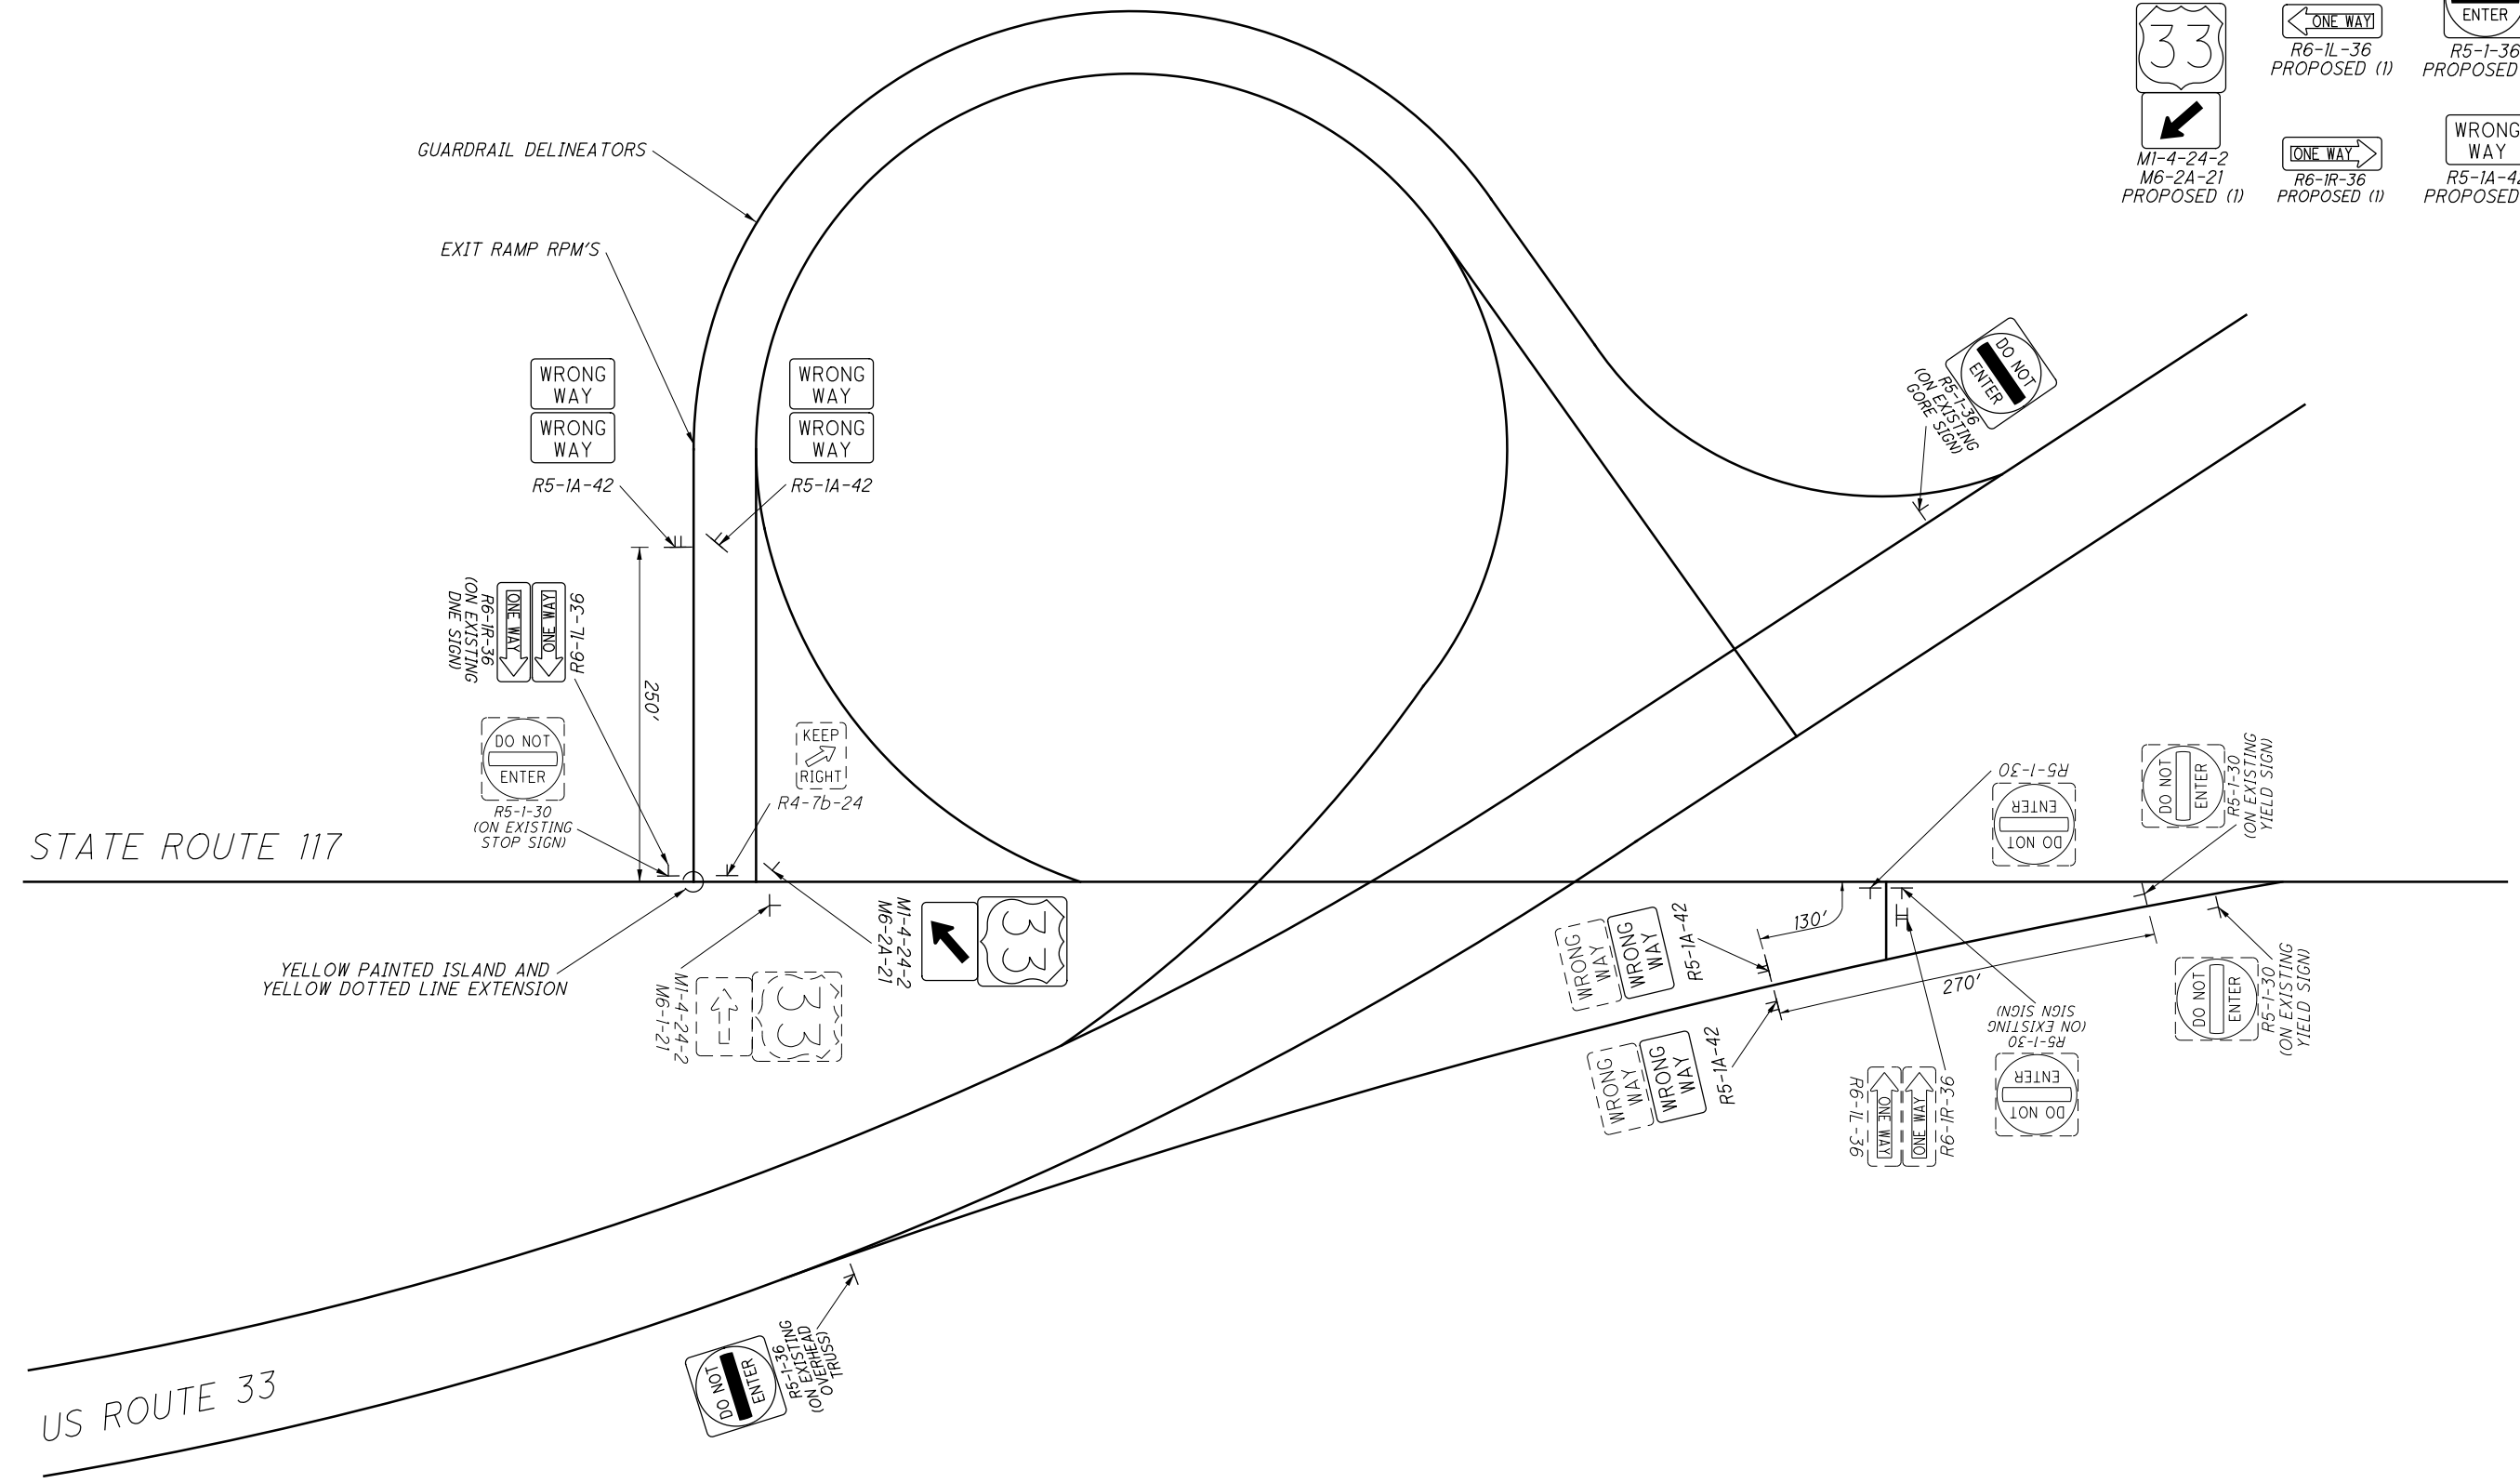 33
M1-4-24-2
M6-2A-21
PROPOSED (1)
ONE WAY
R6-1L-36
PROPOSED (1)
ENTER
R5-1-36
PROPOSED
ONE WAY
R6-1R-36
PROPOSED (1)
WRONG
WAY
R5-1A-42
PROPOSED
GUARDRAIL DELINEATORS
EXIT RAMP RPM'S
WRONG
WAY
WRONG
WAY
R5-1A-42
WRONG
WAY
WRONG
WAY
R5-1A-42
DO NOT
ENTER
R5-1-36
(ON EXISTING
GORE SIGN)
ONE WAY
R6-1L-36
ONE WAY
R6-1R-36
(ON EXISTING
DNE SIGN)
250'
DO NOT
ENTER
R5-1-30
(ON EXISTING
STOP SIGN)
KEEP
RIGHT
R4-7b-24
STATE ROUTE 117
YELLOW PAINTED ISLAND AND
YELLOW DOTTED LINE EXTENSION
33
M1-4-24-2
M6-2A-21
33
M1-4-24-2
M6-1-21
R5-1-30
DO NOT
ENTER
DO NOT
ENTER
R5-1-30
(ON EXISTING
YIELD SIGN)
130'
WRONG
WAY
WRONG
WAY
R5-1A-42
270'
WRONG
WAY
WRONG
WAY
R5-1A-42
DO NOT
ENTER
R5-1-30
(ON EXISTING
YIELD SIGN)
R5-1-30
(ON EXISTING
SIGN SIGN)
DO NOT
ENTER
ONE WAY
R6-1L-36
ONE WAY
R6-1R-36
DO NOT
ENTER
R5-1-36
(ON EXISTING
OVERHEAD
TRUSS)
US ROUTE 33